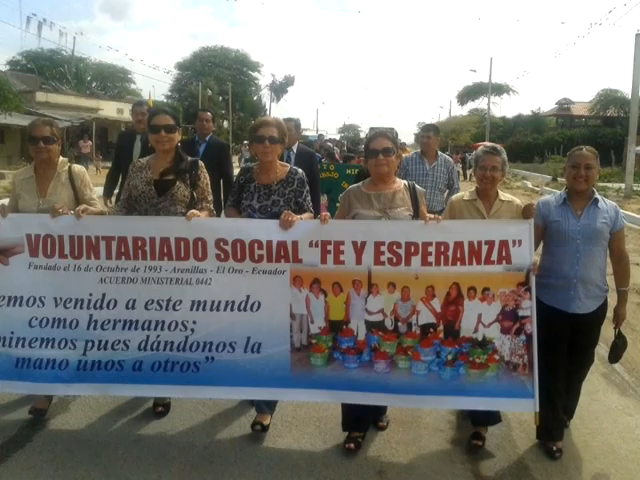 VOLUNTARIADO SOCIAL "FE Y ESPERANZA"
Fundado el 16 de Octubre de 1993 - Arenillas - El Oro - Ecuador
ACUERDO MINISTERIAL 0442
emos venido a este mundo
como hermanos;
minemos pues dándonos la
mano unos a otros"